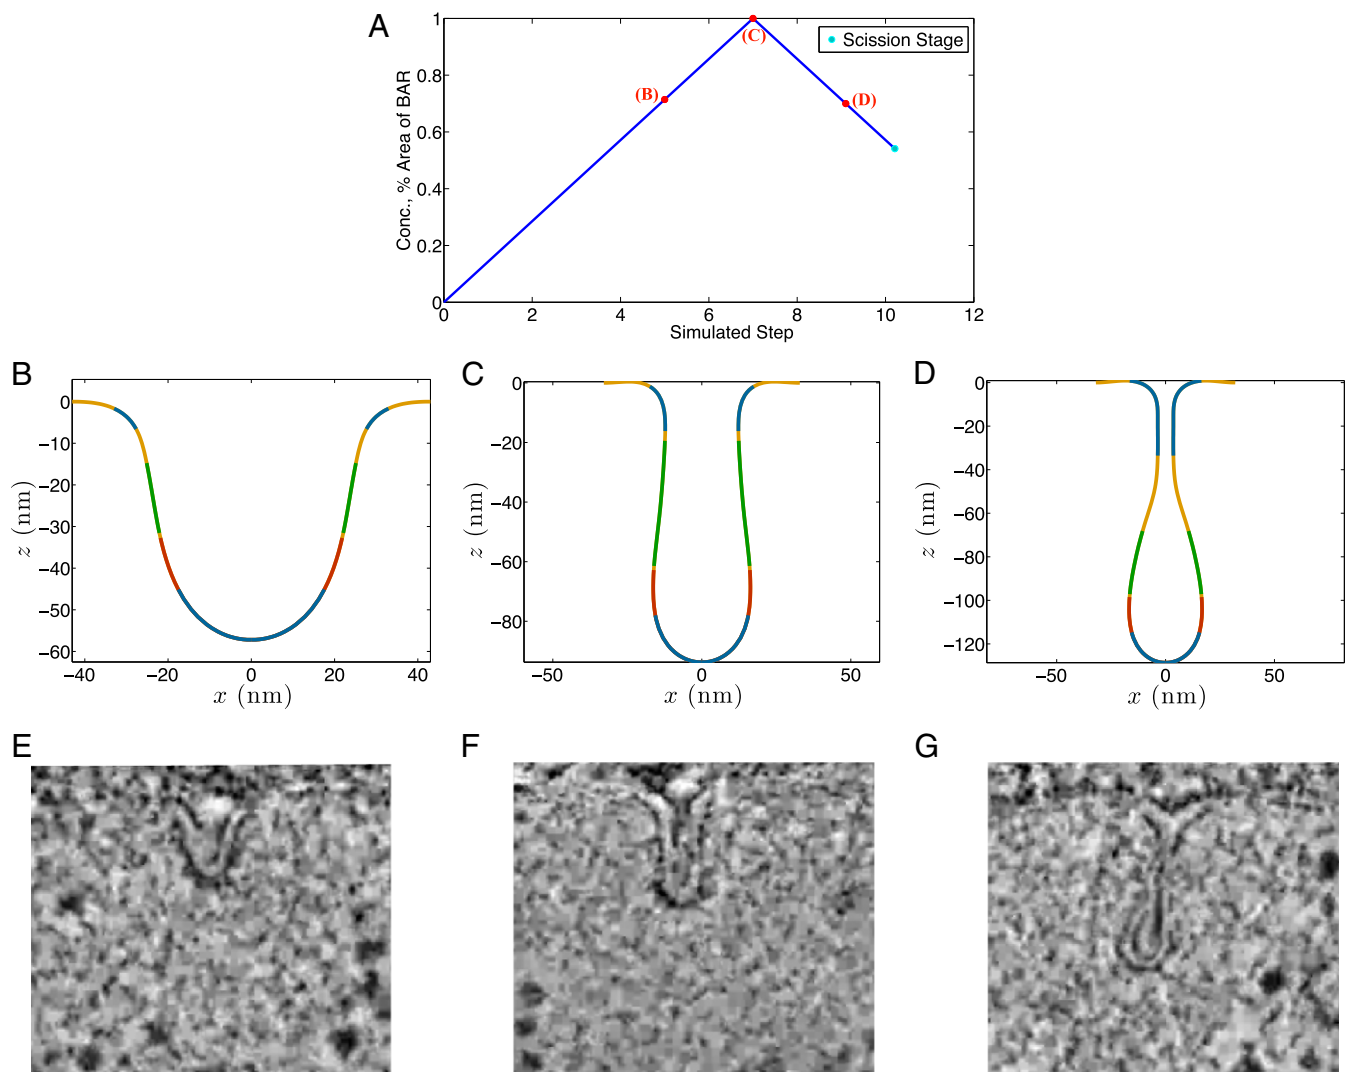 A
Conc., % Area of BAR
1
0.8
0.6
0.4
0.2
0
(B)
(C)
(D)
Scission Stage
0 2 4 6 8 10 12
Simulated Step
B
z (nm)
0
−10
−20
−30
−40
−50
−60
−40 −20 0 20 40
x (nm)
C
z (nm)
0
−20
−40
−60
−80
−50 0 50
x (nm)
D
z (nm)
0
−20
−40
−60
−80
−100
−120
−50 0 50
x (nm)
E
F
G